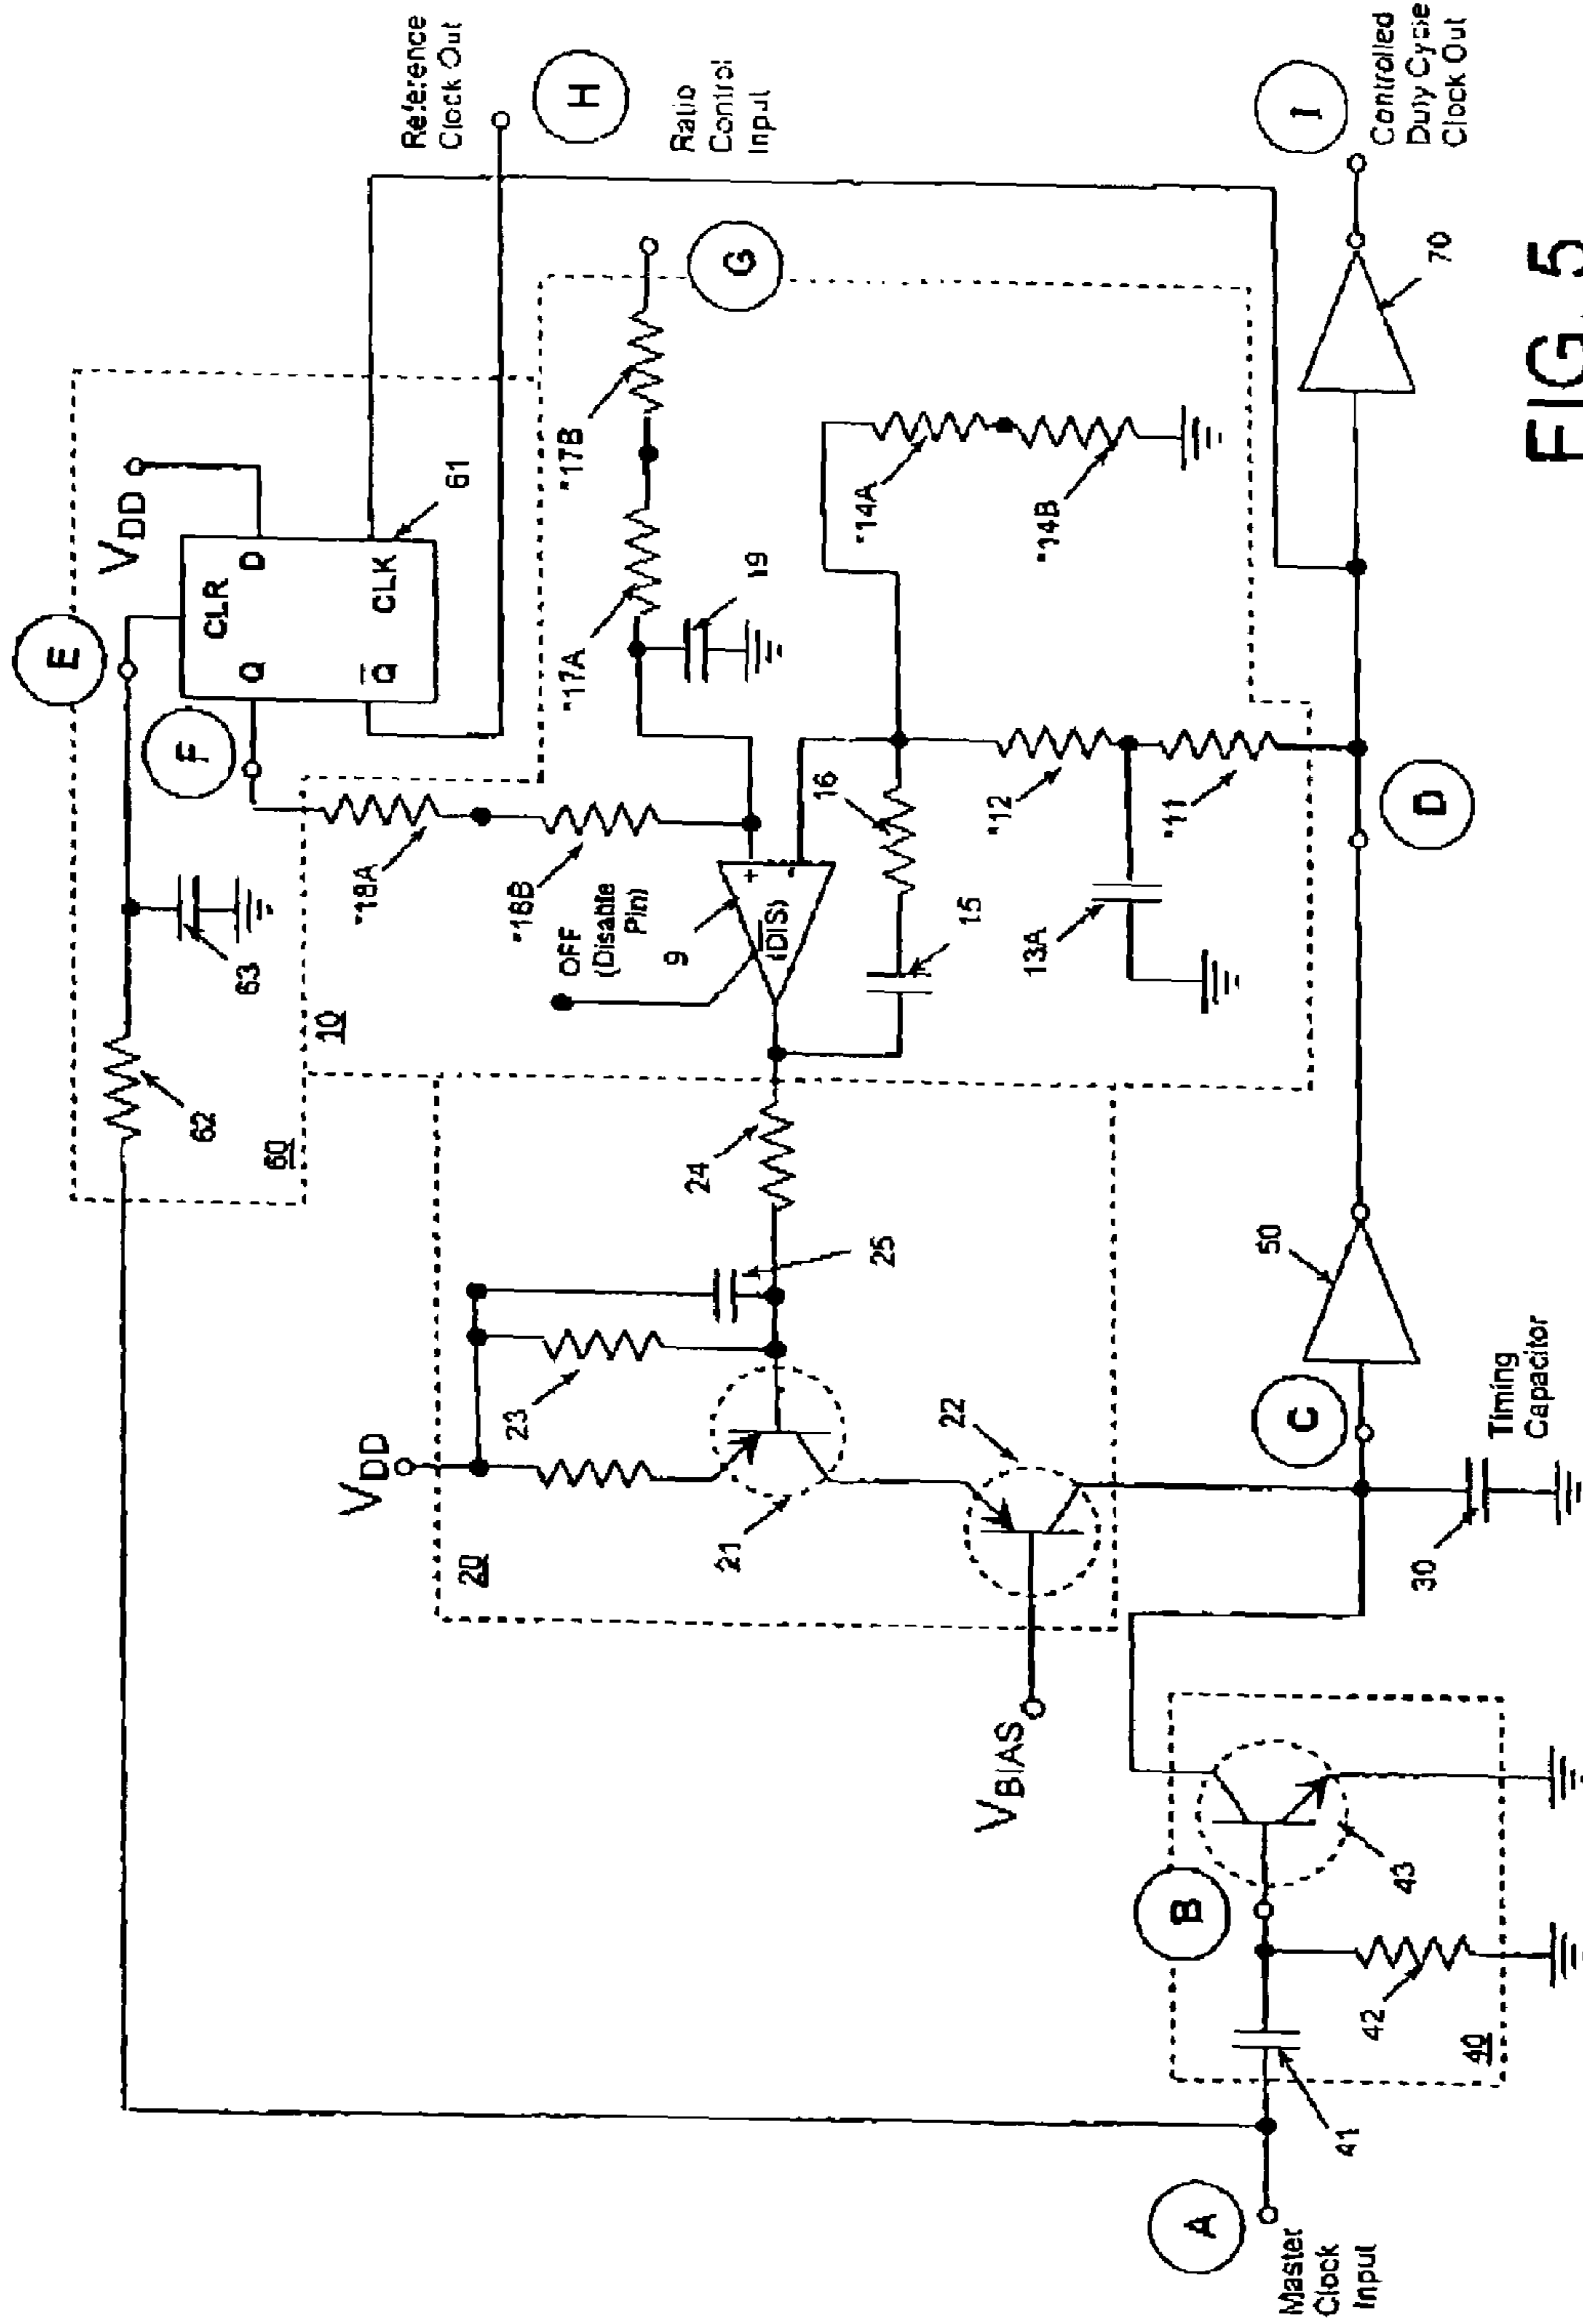 Reference
Clock Out
H
Ratio
Control
Input
E
VDD
CLR
D
Q
CLK
Q
61
F
G
*17B
*17A
19
63
62
60
10
*18A
*18B
OFF
(Disable
Pin)
9
+
-
(DIS)
16
15
*14A
*14B
*12
*11
13A
D
I
Controlled
Duty Cycle
Clock Out
70
24
25
23
VDD
21
22
20
VBIAS
50
C
Timing
Capacitor
30
B
43
42
40
41
A
Master
Clock
Input
FIG. 5